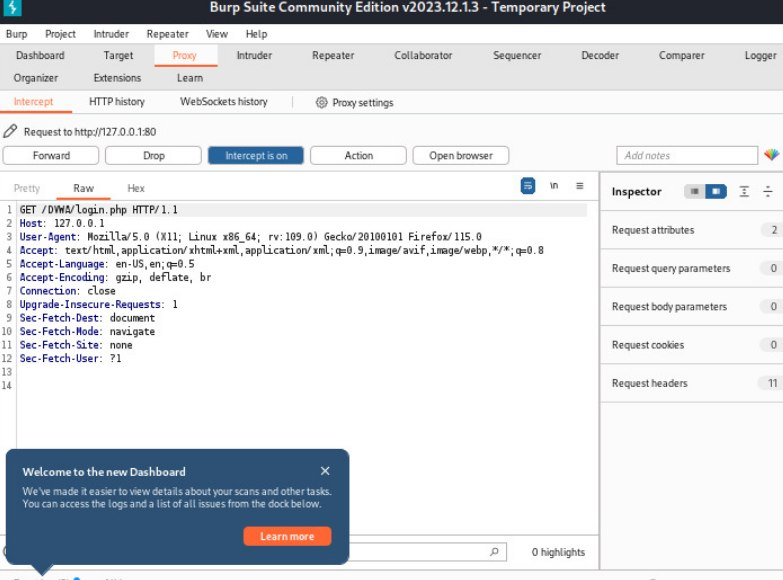 Burp Suite Community Edition v2023.12.1.3 - Temporary Project
Burp Project Intruder Repeater View Help
Dashboard Target Proxy Intruder Repeater Collaborator Sequencer Decoder Comparer Logger
Organizer Extensions Learn
Intercept HTTP history WebSockets history Proxy settings
Request to http://127.0.0.1:80
Forward Drop Intercept is on Action Open browser Add notes
Pretty Raw Hex \n Inspector
1 GET /DVWA/login.php HTTP/1.1
2 Host: 127.0.0.1
3 User-Agent: Mozilla/5.0 (X11; Linux x86_64; rv:109.0) Gecko/20100101 Firefox/115.0
4 Accept: text/html,application/xhtml+xml,application/xml;q=0.9,image/avif,image/webp,*/*;q=0.8
5 Accept-Language: en-US,en;q=0.5
6 Accept-Encoding: gzip, deflate, br
7 Connection: close
8 Upgrade-Insecure-Requests: 1
9 Sec-Fetch-Dest: document
10 Sec-Fetch-Mode: navigate
11 Sec-Fetch-Site: none
12 Sec-Fetch-User: ?1
13
14
Request attributes 2
Request query parameters 0
Request body parameters 0
Request cookies 0
Request headers 11
Welcome to the new Dashboard
We've made it easier to view details about your scans and other tasks.
You can access the logs and a list of all issues from the dock below.
Learn more
0 highlights